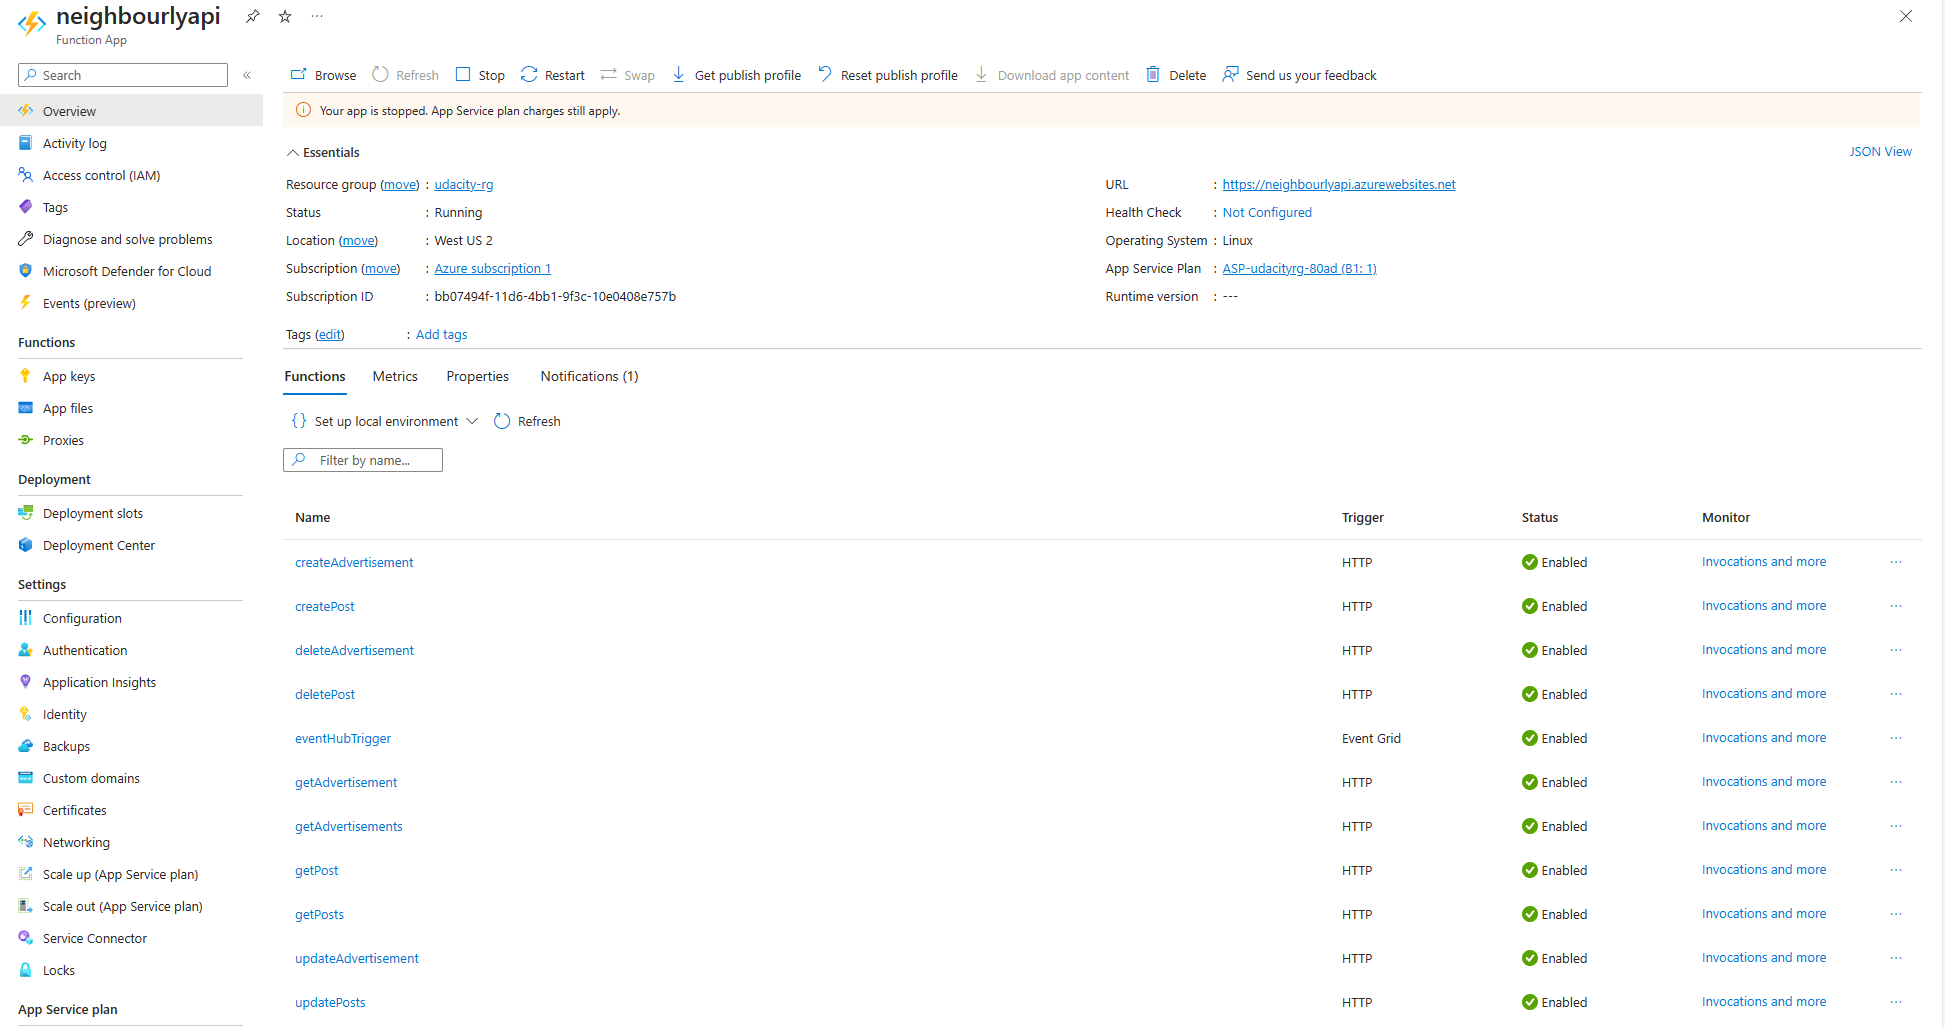 neighbourlyapi ···
Function App
Search «
Browse Refresh Stop Restart Swap Get publish profile Reset publish profile Download app content Delete Send us your feedback
Your app is stopped. App Service plan charges still apply.
Overview
Activity log
Access control (IAM)
Tags
Diagnose and solve problems
Microsoft Defender for Cloud
Events (preview)
Functions
App keys
App files
Proxies
Deployment
Deployment slots
Deployment Center
Settings
Configuration
Authentication
Application Insights
Identity
Backups
Custom domains
Certificates
Networking
Scale up (App Service plan)
Scale out (App Service plan)
Service Connector
Locks
App Service plan
Essentials JSON View
Resource group (move) : udacity-rg
Status : Running
Location (move) : West US 2
Subscription (move) : Azure subscription 1
Subscription ID : bb07494f-11d6-4bb1-9f3c-10e0408e757b
URL : https://neighbourlyapi.azurewebsites.net
Health Check : Not Configured
Operating System : Linux
App Service Plan : ASP-udacityrg-80ad (B1: 1)
Runtime version : ---
Tags (edit) : Add tags
Functions Metrics Properties Notifications (1)
{} Set up local environment Refresh
Filter by name...
Name Trigger Status Monitor
createAdvertisement HTTP Enabled Invocations and more ···
createPost HTTP Enabled Invocations and more ···
deleteAdvertisement HTTP Enabled Invocations and more ···
deletePost HTTP Enabled Invocations and more ···
eventHubTrigger Event Grid Enabled Invocations and more ···
getAdvertisement HTTP Enabled Invocations and more ···
getAdvertisements HTTP Enabled Invocations and more ···
getPost HTTP Enabled Invocations and more ···
getPosts HTTP Enabled Invocations and more ···
updateAdvertisement HTTP Enabled Invocations and more ···
updatePosts HTTP Enabled Invocations and more ···